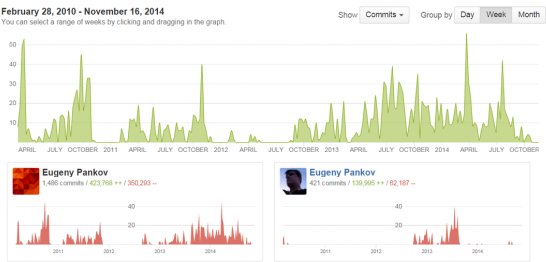 February 28, 2010 - November 16, 2014
You can select a range of weeks by clicking and dragging in the graph.
Show Commits Group by Day Week Month
50
40
30
20
10
APRIL JULY OCTOBER 2011 APRIL JULY OCTOBER 2012 APRIL JULY OCTOBER 2013 APRIL JULY OCTOBER 2014 APRIL JULY OCTOBER
Eugeny Pankov
1,486 commits / 423,768 ++ / 350,293 --
40
20
2011 2012 2013 2014
Eugeny Pankov
421 commits / 139,995 ++ / 62,187 --
40
20
2011 2012 2013 2014